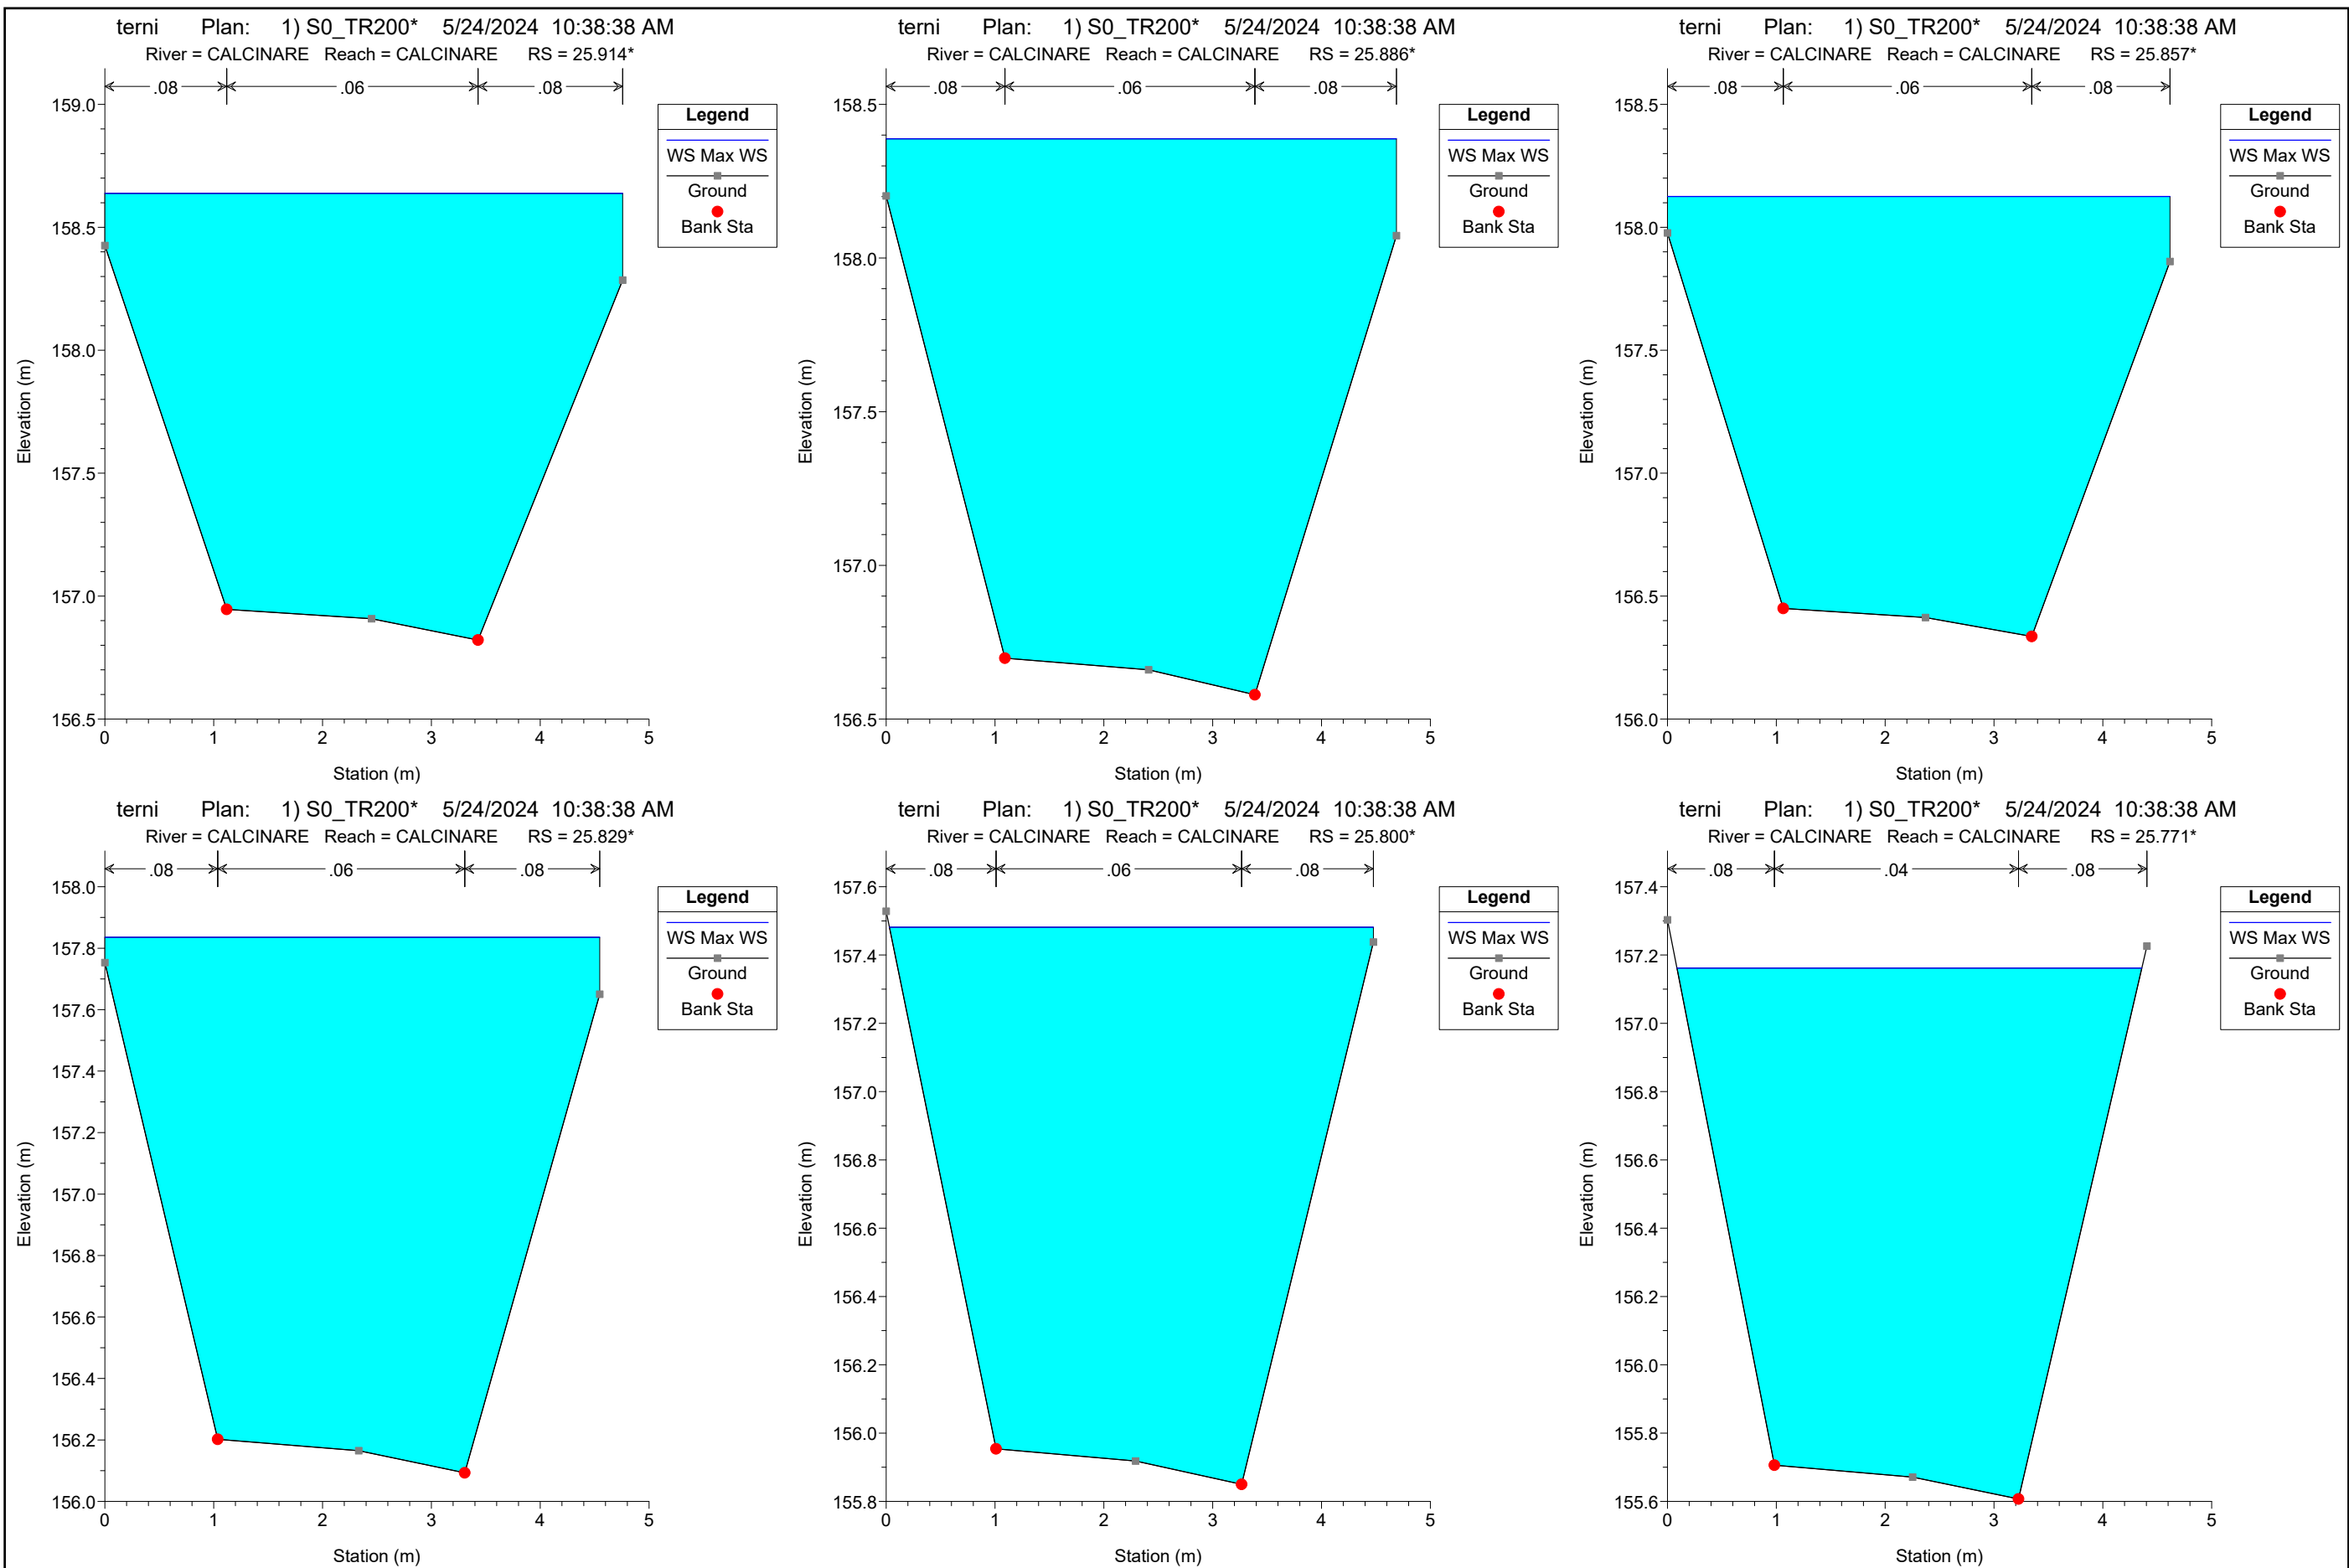 terni Plan: 1) S0_TR200* 5/24/2024 10:38:38 AM
River = CALCINARE Reach = CALCINARE RS = 25.914*
.08 .06 .08
159.0
158.5
158.0
157.5
157.0
156.5
0 1 2 3 4 5
Elevation (m)
Station (m)
Legend
WS Max WS
Ground
Bank Sta
terni Plan: 1) S0_TR200* 5/24/2024 10:38:38 AM
River = CALCINARE Reach = CALCINARE RS = 25.886*
.08 .06 .08
158.5
158.0
157.5
157.0
156.5
0 1 2 3 4 5
Elevation (m)
Station (m)
Legend
WS Max WS
Ground
Bank Sta
terni Plan: 1) S0_TR200* 5/24/2024 10:38:38 AM
River = CALCINARE Reach = CALCINARE RS = 25.857*
.08 .06 .08
158.5
158.0
157.5
157.0
156.5
156.0
0 1 2 3 4 5
Elevation (m)
Station (m)
Legend
WS Max WS
Ground
Bank Sta
terni Plan: 1) S0_TR200* 5/24/2024 10:38:38 AM
River = CALCINARE Reach = CALCINARE RS = 25.829*
.08 .06 .08
158.0
157.8
157.6
157.4
157.2
157.0
156.8
156.6
156.4
156.2
156.0
0 1 2 3 4 5
Elevation (m)
Station (m)
Legend
WS Max WS
Ground
Bank Sta
terni Plan: 1) S0_TR200* 5/24/2024 10:38:38 AM
River = CALCINARE Reach = CALCINARE RS = 25.800*
.08 .06 .08
157.6
157.4
157.2
157.0
156.8
156.6
156.4
156.2
156.0
155.8
0 1 2 3 4 5
Elevation (m)
Station (m)
Legend
WS Max WS
Ground
Bank Sta
terni Plan: 1) S0_TR200* 5/24/2024 10:38:38 AM
River = CALCINARE Reach = CALCINARE RS = 25.771*
.08 .04 .08
157.4
157.2
157.0
156.8
156.6
156.4
156.2
156.0
155.8
155.6
0 1 2 3 4 5
Elevation (m)
Station (m)
Legend
WS Max WS
Ground
Bank Sta